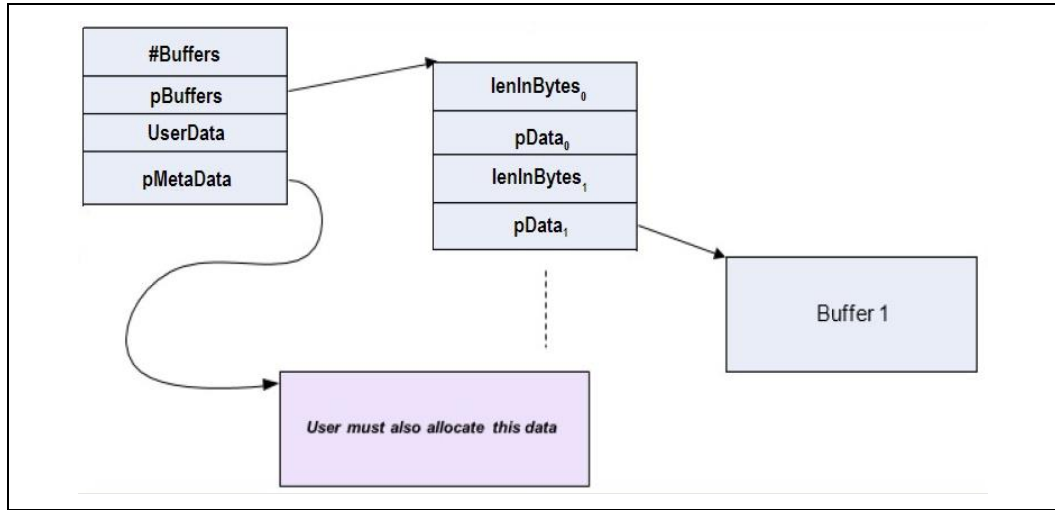 #Buffers
pBuffers
UserData
pMetaData
lenInBytes₀
pData₀
lenInBytes₁
pData₁
Buffer 1
User must also allocate this data